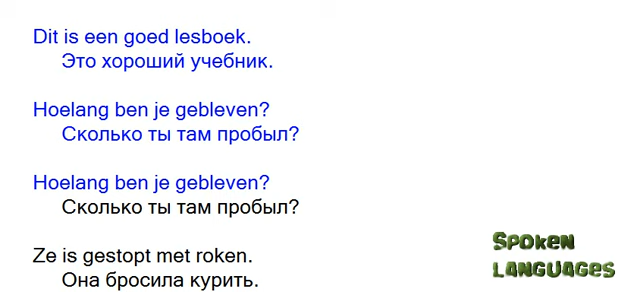 Dit is een goed lesboek.
Это хороший учебник.
Hoelang ben je gebleven?
Сколько ты там пробыл?
Hoelang ben je gebleven?
Сколько ты там пробыл?
Ze is gestopt met roken.
Она бросила курить.
Spoken
Languages